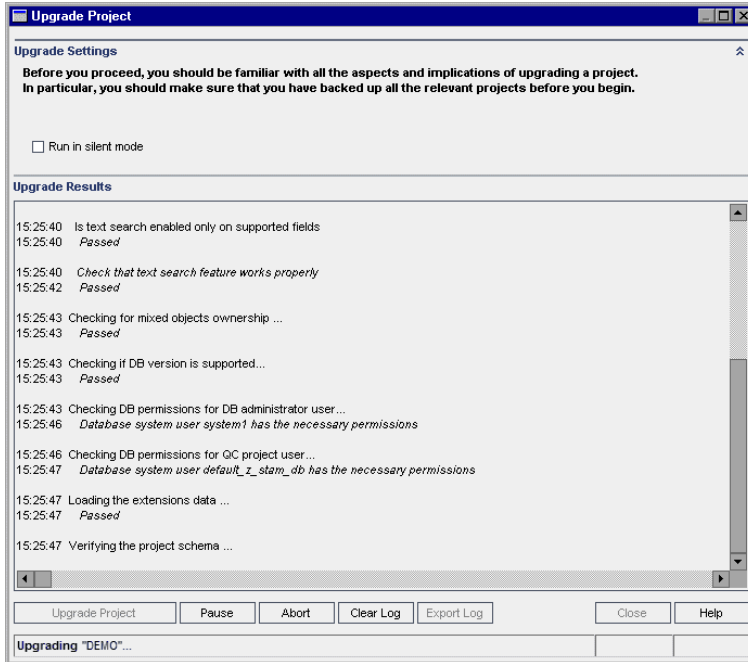 Upgrade Project
Upgrade Settings
Before you proceed, you should be familiar with all the aspects and implications of upgrading a project.
In particular, you should make sure that you have backed up all the relevant projects before you begin.
Run in silent mode
Upgrade Results
15:25:40 Is text search enabled only on supported fields
15:25:40 Passed
15:25:40 Check that text search feature works properly
15:25:42 Passed
15:25:43 Checking for mixed objects ownership ...
15:25:43 Passed
15:25:43 Checking if DB version is supported...
15:25:43 Passed
15:25:43 Checking DB permissions for DB administrator user...
15:25:46 Database system user system1 has the necessary permissions
15:25:46 Checking DB permissions for QC project user...
15:25:47 Database system user default_z_stam_db has the necessary permissions
15:25:47 Loading the extensions data ...
15:25:47 Passed
15:25:47 Verifying the project schema ...
Upgrade Project Pause Abort Clear Log Export Log Close Help
Upgrading "DEMO"...